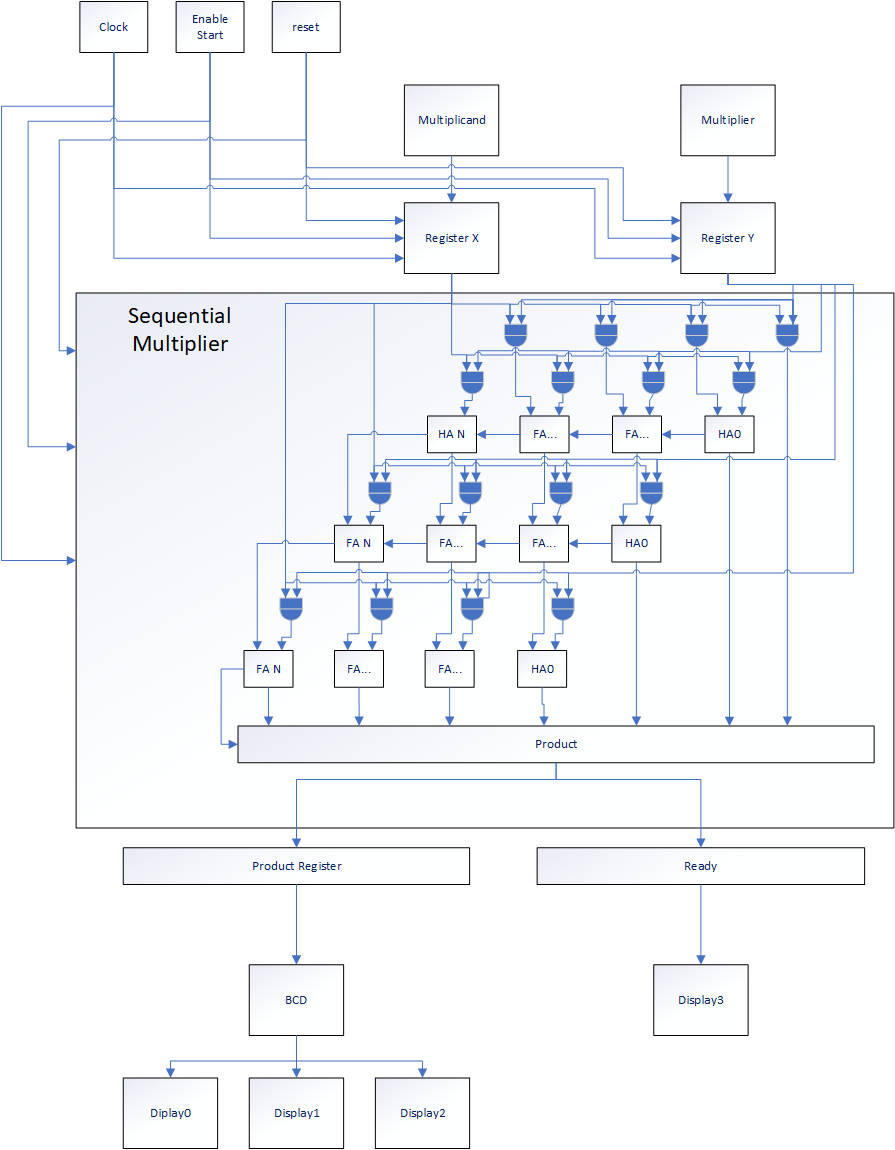 Clock
Enable
Start
reset
Multiplicand
Multiplier
Register X
Register Y
Sequential
Multiplier
HA N
FA...
FA...
HA0
FA N
FA...
FA...
HA0
FA N
FA...
FA...
HA0
Product
Product Register
Ready
BCD
Display3
Diplay0
Display1
Display2